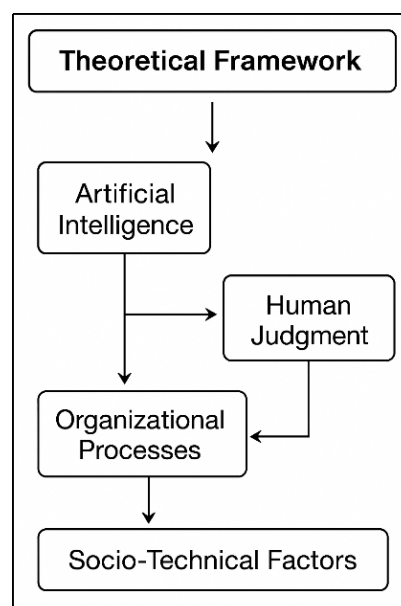 Theoretical Framework
Artificial
Intelligence
Human
Judgment
Organizational
Processes
Socio-Technical Factors